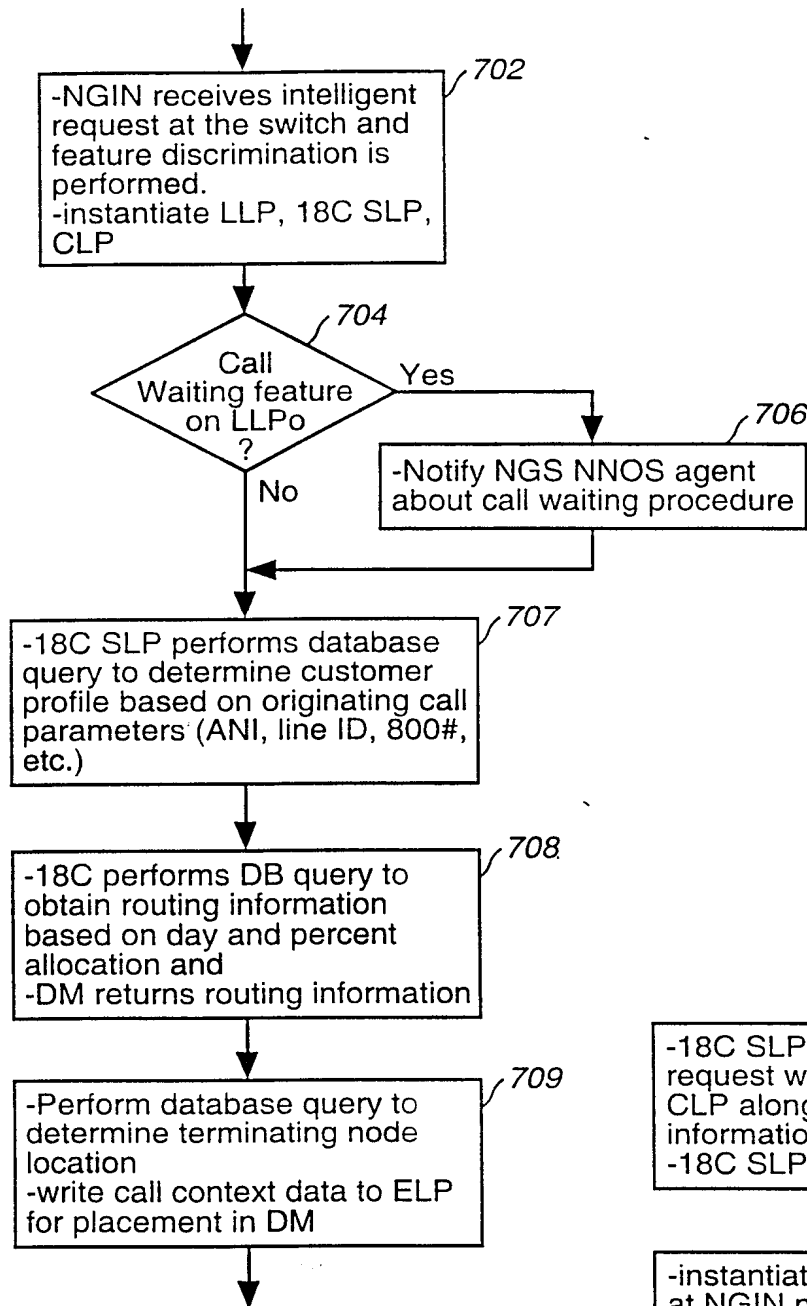 702
-NGIN receives intelligent
request at the switch and
feature discrimination is
performed.
-instantiate LLP, 18C SLP,
CLP
704
Call
Waiting feature
on LLPo
?
Yes
No
706
-Notify NGS NNOS agent
about call waiting procedure
707
-18C SLP performs database
query to determine customer
profile based on originating call
parameters (ANI, line ID, 800#,
etc.)
708
-18C performs DB query to
obtain routing information
based on day and percent
allocation and
-DM returns routing information
709
-Perform database query to
determine terminating node
location
-write call context data to ELP
for placement in DM
-18C SLP
request w
CLP along
informatio
-18C SLP
-instantiat
at NGIN